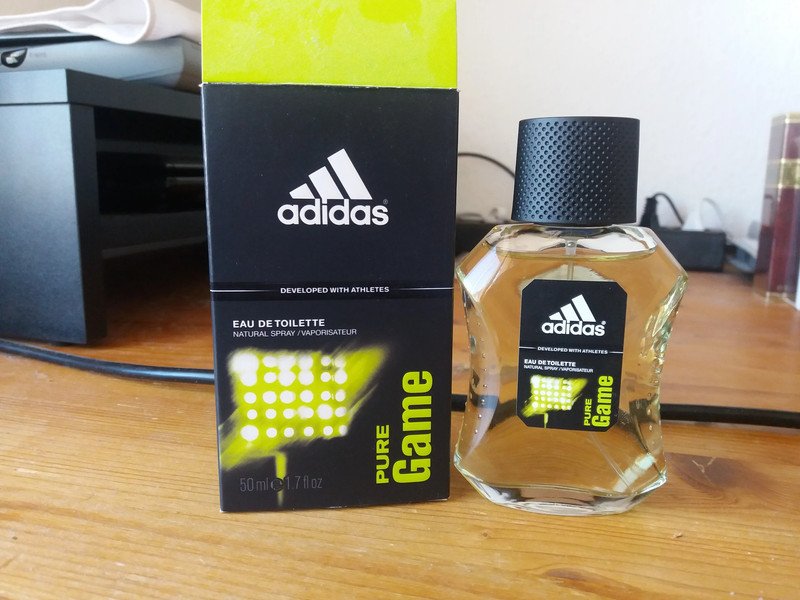 adidas®
DEVELOPED WITH ATHLETES
EAU DE TOILETTE
NATURAL SPRAY / VAPORISATEUR
PURE
Game
50 ml e 1.7 fl oz
adidas®
DEVELOPED WITH ATHLETES
EAU DE TOILETTE
NATURAL SPRAY / VAPORISATEUR
PURE
Game